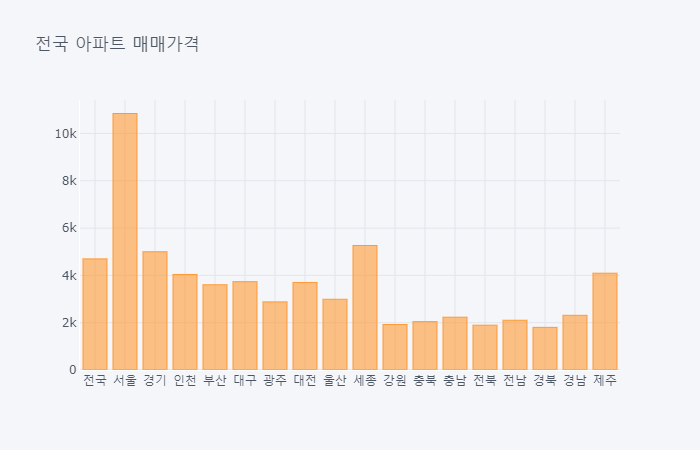 전국 아파트 매매가격
10k
8k
6k
4k
2k
0
전국 서울 경기 인천 부산 대구 광주 대전 울산 세종 강원 충북 충남 전북 전남 경북 경남 제주